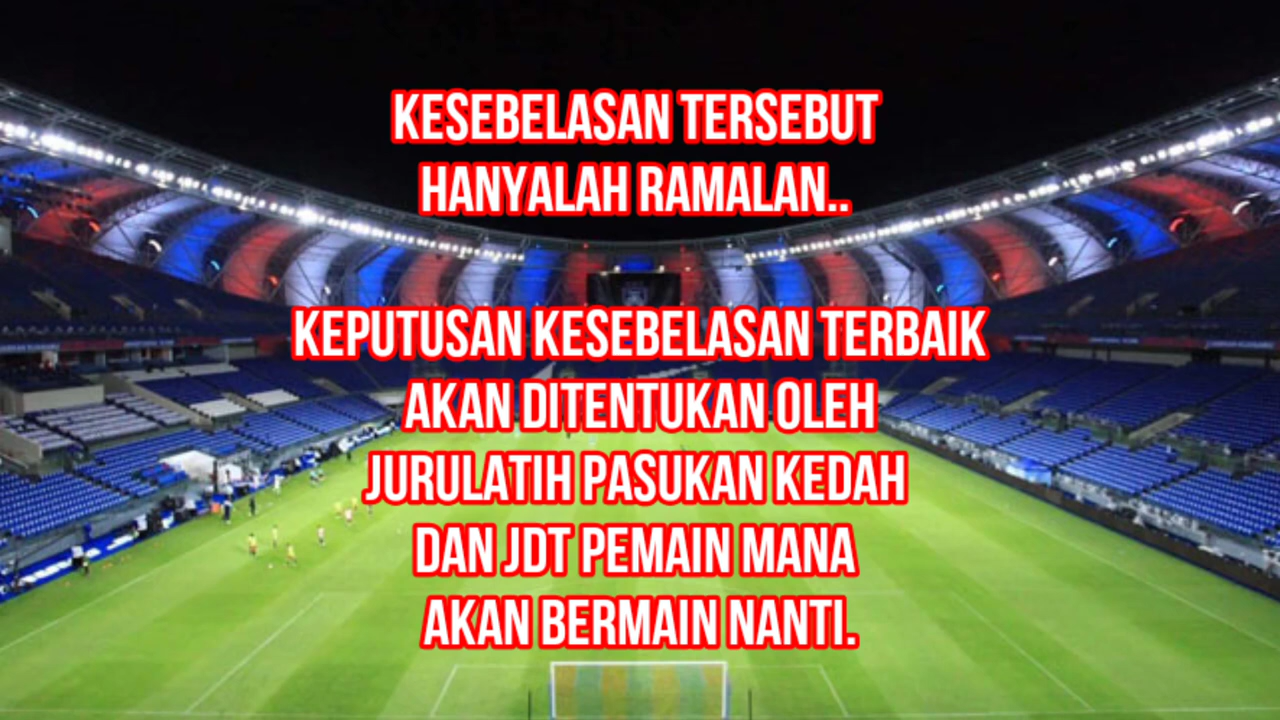 KESEBELASAN TERSEBUT
HANYALAH RAMALAN..
KEPUTUSAN KESEBELASAN TERBAIK
AKAN DITENTUKAN OLEH
JURULATIH PASUKAN KEDAH
DAN JDT PEMAIN MANA
AKAN BERMAIN NANTI.